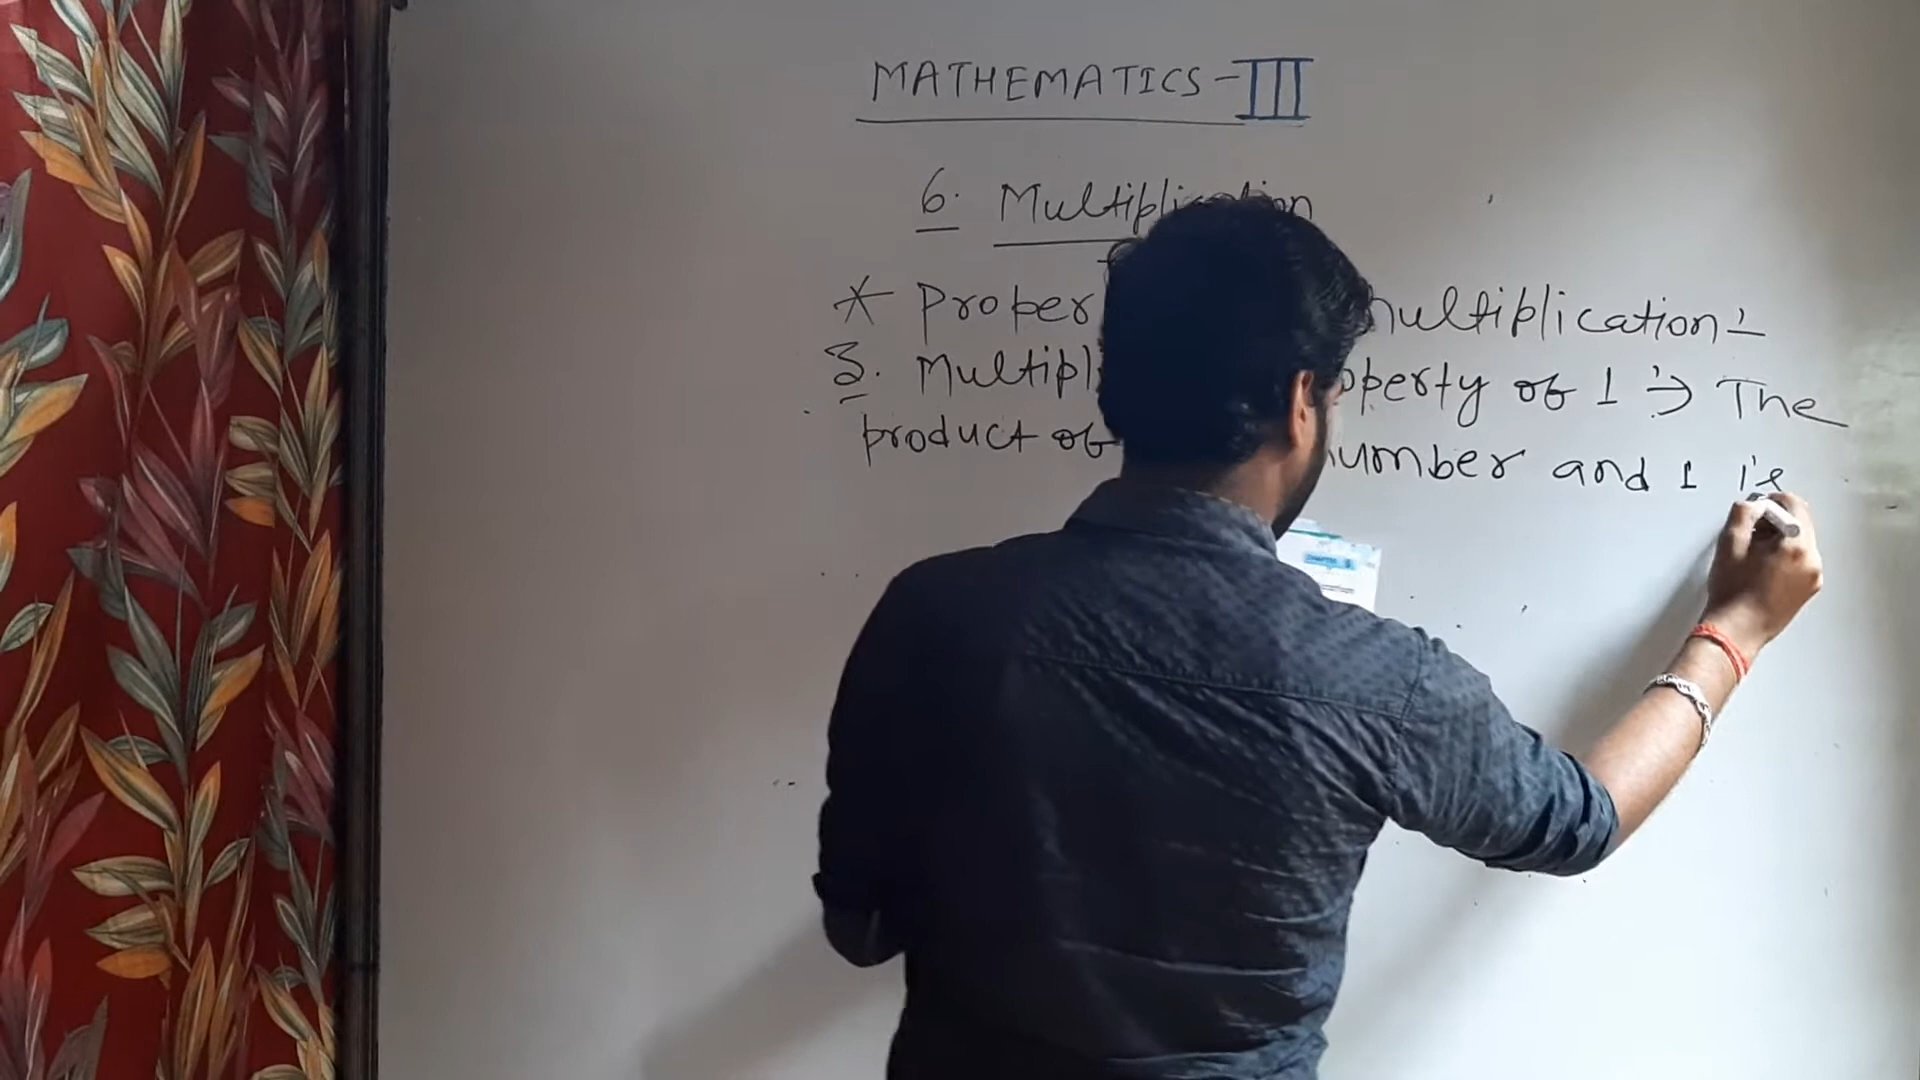 MATHEMATICS-III
6. Multiplication
* Proper multiplication:-
3. Multipl operty of 1 :→ The
product of number and 1 is